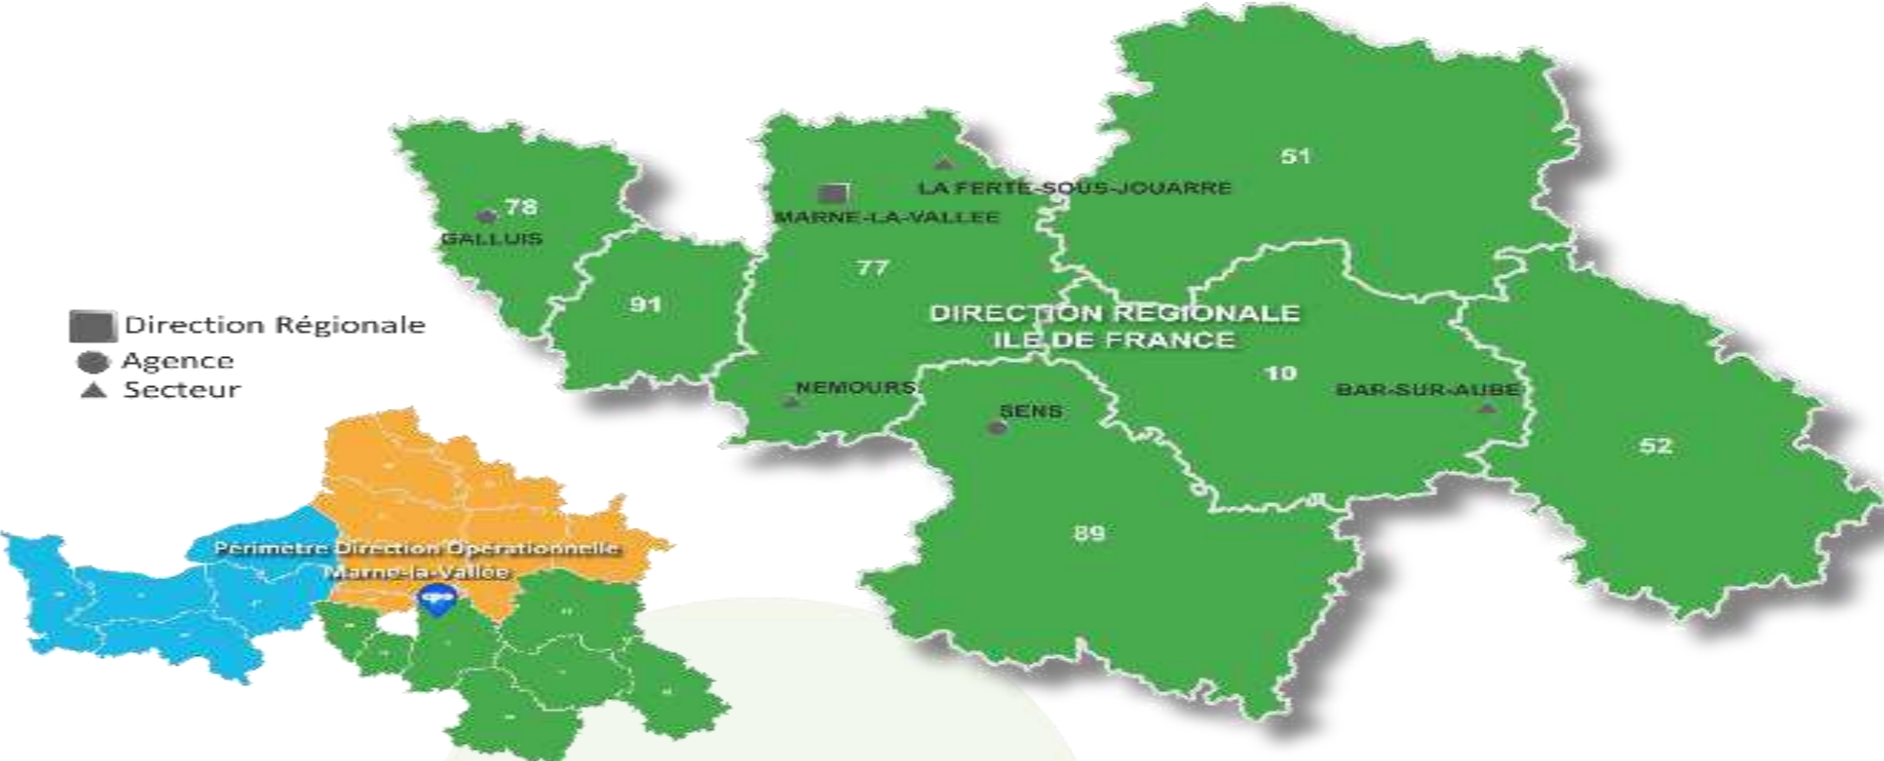 51
LA FERTE-SOUS-JOUARRE
78
MARNE-LA-VALLEE
GALLUIS
77
91
DIRECTION REGIONALE
ILE DE FRANCE
Direction Régionale
Agence
Secteur
10
NEMOURS
BAR-SUR-AUBE
SENS
52
89
Périmètre Direction Opérationnelle
Marne-la-Vallée